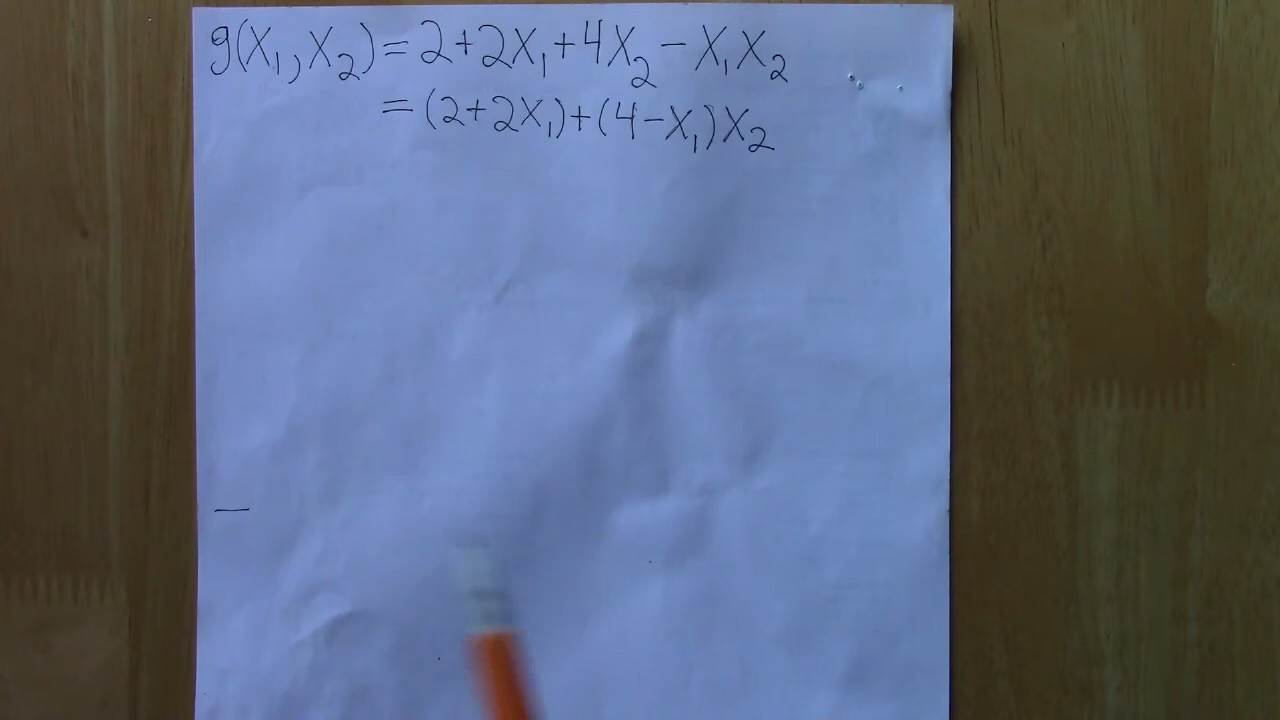 g(X₁, X₂) = 2 + 2X₁ + 4X₂ − X₁X₂
= (2 + 2X₁) + (4 − X₁)X₂